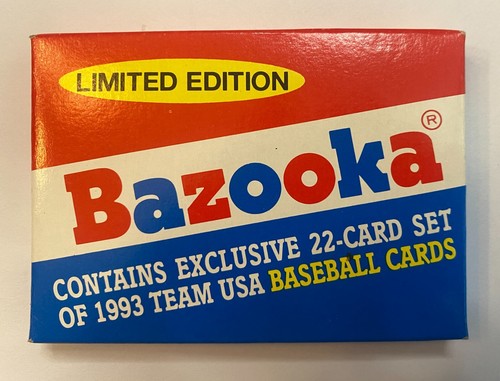 LIMITED EDITION
Bazooka®
CONTAINS EXCLUSIVE 22-CARD SET
OF 1993 TEAM USA BASEBALL CARDS